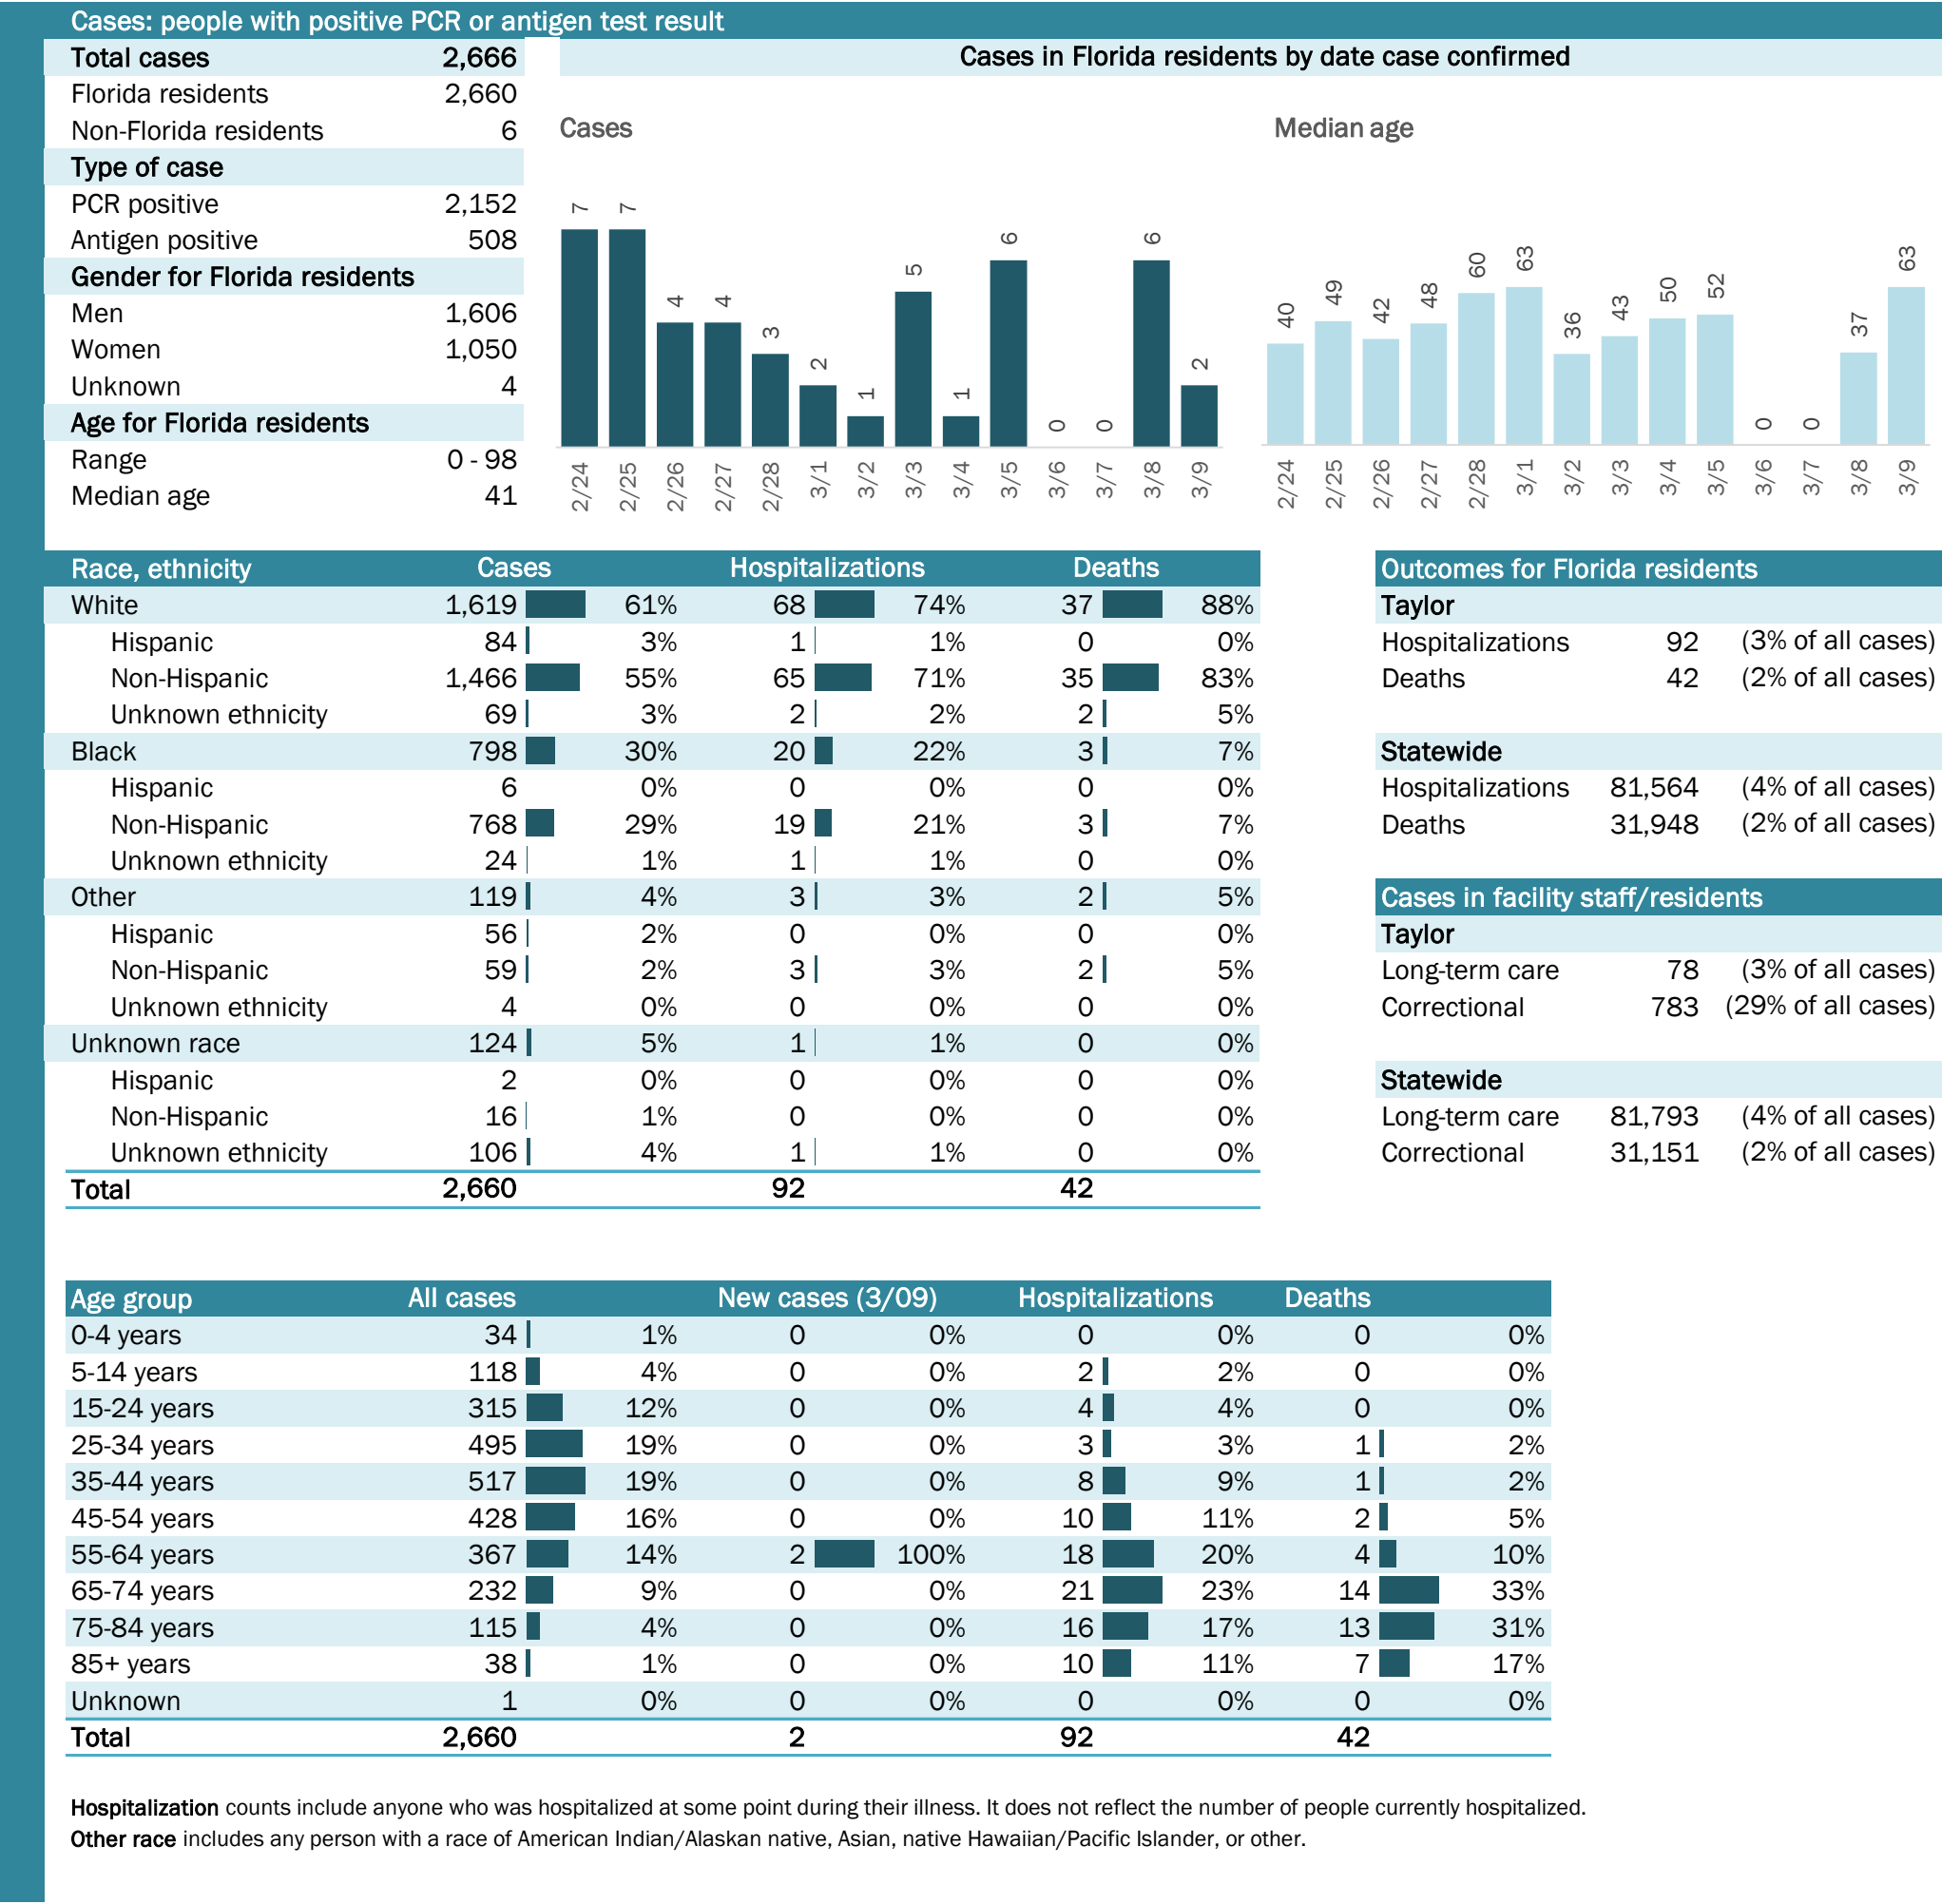 Cases: people with positive PCR or antigen test result
Total cases 2,666
Florida residents 2,660
Non-Florida residents 6
Type of case
PCR positive 2,152
Antigen positive 508
Gender for Florida residents
Men 1,606
Women 1,050
Unknown 4
Age for Florida residents
Range 0 - 98
Median age 41
Cases in Florida residents by date case confirmed
Cases
7 7 4 4 3 2 1 5 1 6 0 0 6 2
2/24 2/25 2/26 2/27 2/28 3/1 3/2 3/3 3/4 3/5 3/6 3/7 3/8 3/9
Median age
40 49 42 48 60 63 36 43 50 52 0 0 37 63
2/24 2/25 2/26 2/27 2/28 3/1 3/2 3/3 3/4 3/5 3/6 3/7 3/8 3/9
Race, ethnicity Cases Hospitalizations Deaths
White 1,619 61% 68 74% 37 88%
Hispanic 84 3% 1 1% 0 0%
Non-Hispanic 1,466 55% 65 71% 35 83%
Unknown ethnicity 69 3% 2 2% 2 5%
Black 798 30% 20 22% 3 7%
Hispanic 6 0% 0 0% 0 0%
Non-Hispanic 768 29% 19 21% 3 7%
Unknown ethnicity 24 1% 1 1% 0 0%
Other 119 4% 3 3% 2 5%
Hispanic 56 2% 0 0% 0 0%
Non-Hispanic 59 2% 3 3% 2 5%
Unknown ethnicity 4 0% 0 0% 0 0%
Unknown race 124 5% 1 1% 0 0%
Hispanic 2 0% 0 0% 0 0%
Non-Hispanic 16 1% 0 0% 0 0%
Unknown ethnicity 106 4% 1 1% 0 0%
Total 2,660 92 42
Outcomes for Florida residents
Taylor
Hospitalizations 92 (3% of all cases)
Deaths 42 (2% of all cases)
Statewide
Hospitalizations 81,564 (4% of all cases)
Deaths 31,948 (2% of all cases)
Cases in facility staff/residents
Taylor
Long-term care 78 (3% of all cases)
Correctional 783 (29% of all cases)
Statewide
Long-term care 81,793 (4% of all cases)
Correctional 31,151 (2% of all cases)
Age group All cases New cases (3/09) Hospitalizations Deaths
0-4 years 34 1% 0 0% 0 0% 0 0%
5-14 years 118 4% 0 0% 2 2% 0 0%
15-24 years 315 12% 0 0% 4 4% 0 0%
25-34 years 495 19% 0 0% 3 3% 1 2%
35-44 years 517 19% 0 0% 8 9% 1 2%
45-54 years 428 16% 0 0% 10 11% 2 5%
55-64 years 367 14% 2 100% 18 20% 4 10%
65-74 years 232 9% 0 0% 21 23% 14 33%
75-84 years 115 4% 0 0% 16 17% 13 31%
85+ years 38 1% 0 0% 10 11% 7 17%
Unknown 1 0% 0 0% 0 0% 0 0%
Total 2,660 2 92 42
Hospitalization counts include anyone who was hospitalized at some point during their illness. It does not reflect the number of people currently hospitalized.
Other race includes any person with a race of American Indian/Alaskan native, Asian, native Hawaiian/Pacific Islander, or other.